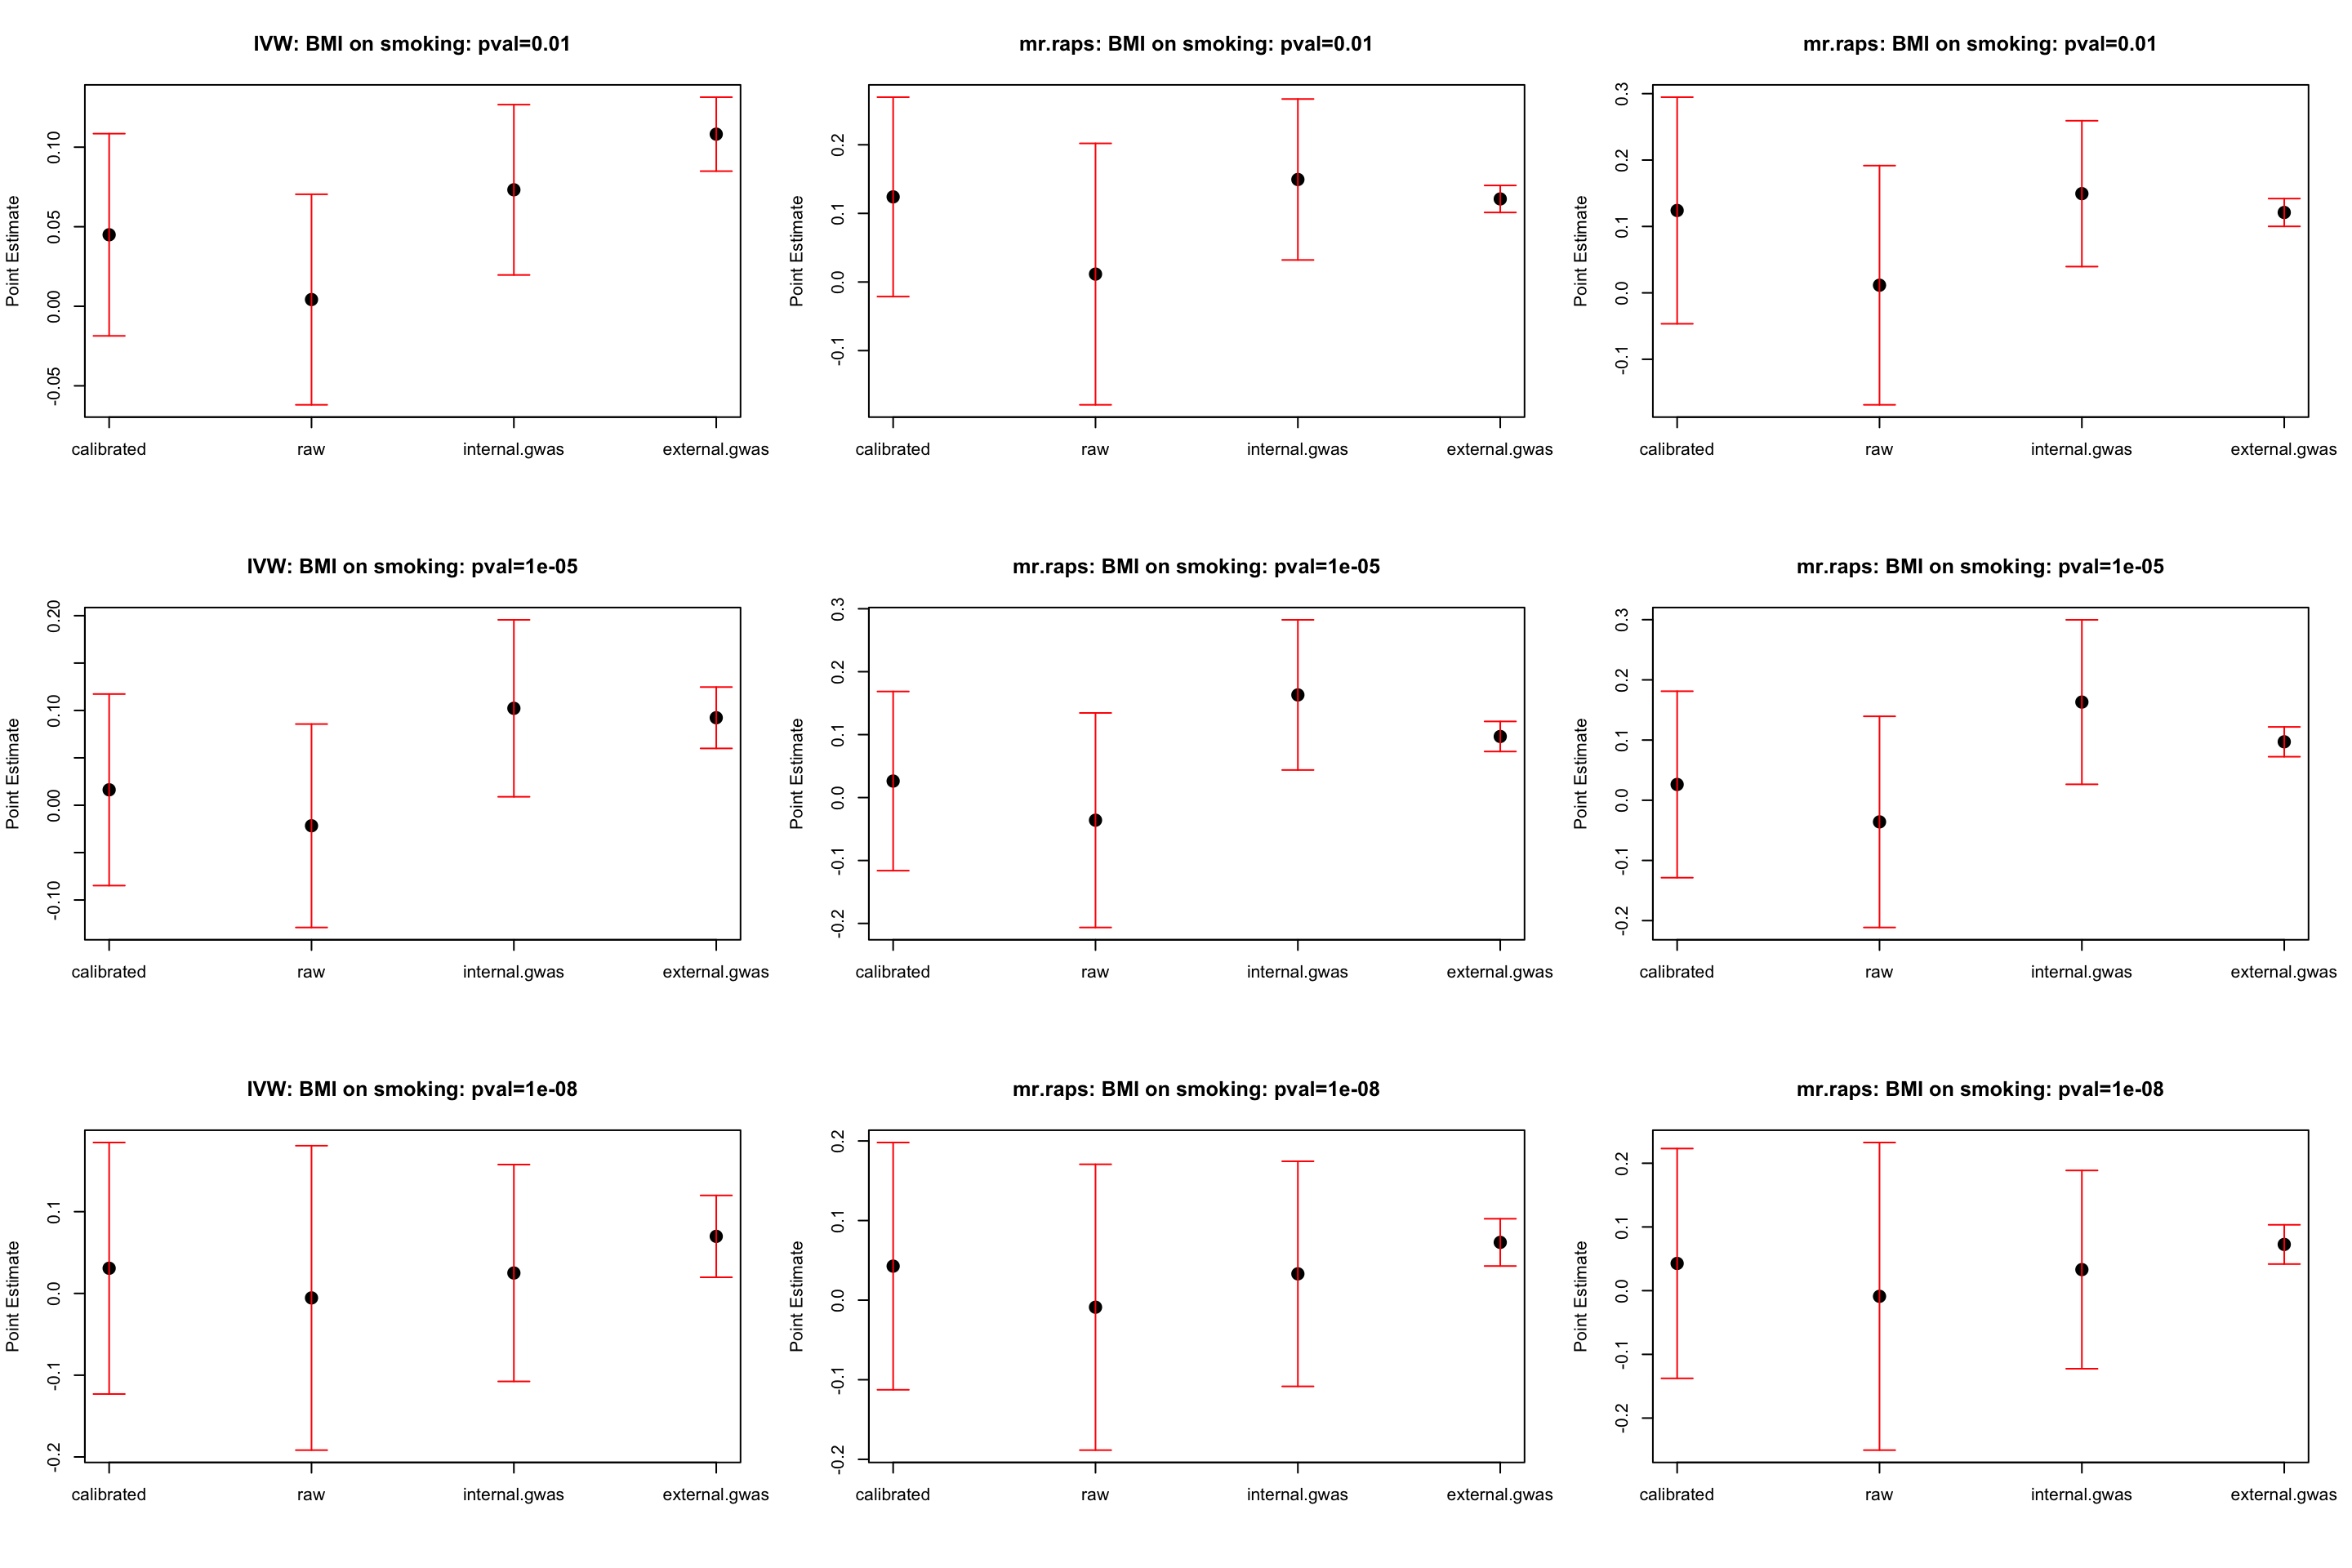 IVW: BMI on smoking: pval=0.01
Point Estimate
-0.05
0.00
0.05
0.10
calibrated raw internal.gwas external.gwas
mr.raps: BMI on smoking: pval=0.01
Point Estimate
-0.1
0.0
0.1
0.2
calibrated raw internal.gwas external.gwas
mr.raps: BMI on smoking: pval=0.01
Point Estimate
-0.1
0.0
0.1
0.2
0.3
calibrated raw internal.gwas external.gwas
IVW: BMI on smoking: pval=1e-05
Point Estimate
-0.10
0.00
0.10
0.20
calibrated raw internal.gwas external.gwas
mr.raps: BMI on smoking: pval=1e-05
Point Estimate
-0.2
-0.1
0.0
0.1
0.2
0.3
calibrated raw internal.gwas external.gwas
mr.raps: BMI on smoking: pval=1e-05
Point Estimate
-0.2
-0.1
0.0
0.1
0.2
0.3
calibrated raw internal.gwas external.gwas
IVW: BMI on smoking: pval=1e-08
Point Estimate
-0.2
-0.1
0.0
0.1
calibrated raw internal.gwas external.gwas
mr.raps: BMI on smoking: pval=1e-08
Point Estimate
-0.2
-0.1
0.0
0.1
0.2
calibrated raw internal.gwas external.gwas
mr.raps: BMI on smoking: pval=1e-08
Point Estimate
-0.2
-0.1
0.0
0.1
0.2
calibrated raw internal.gwas external.gwas